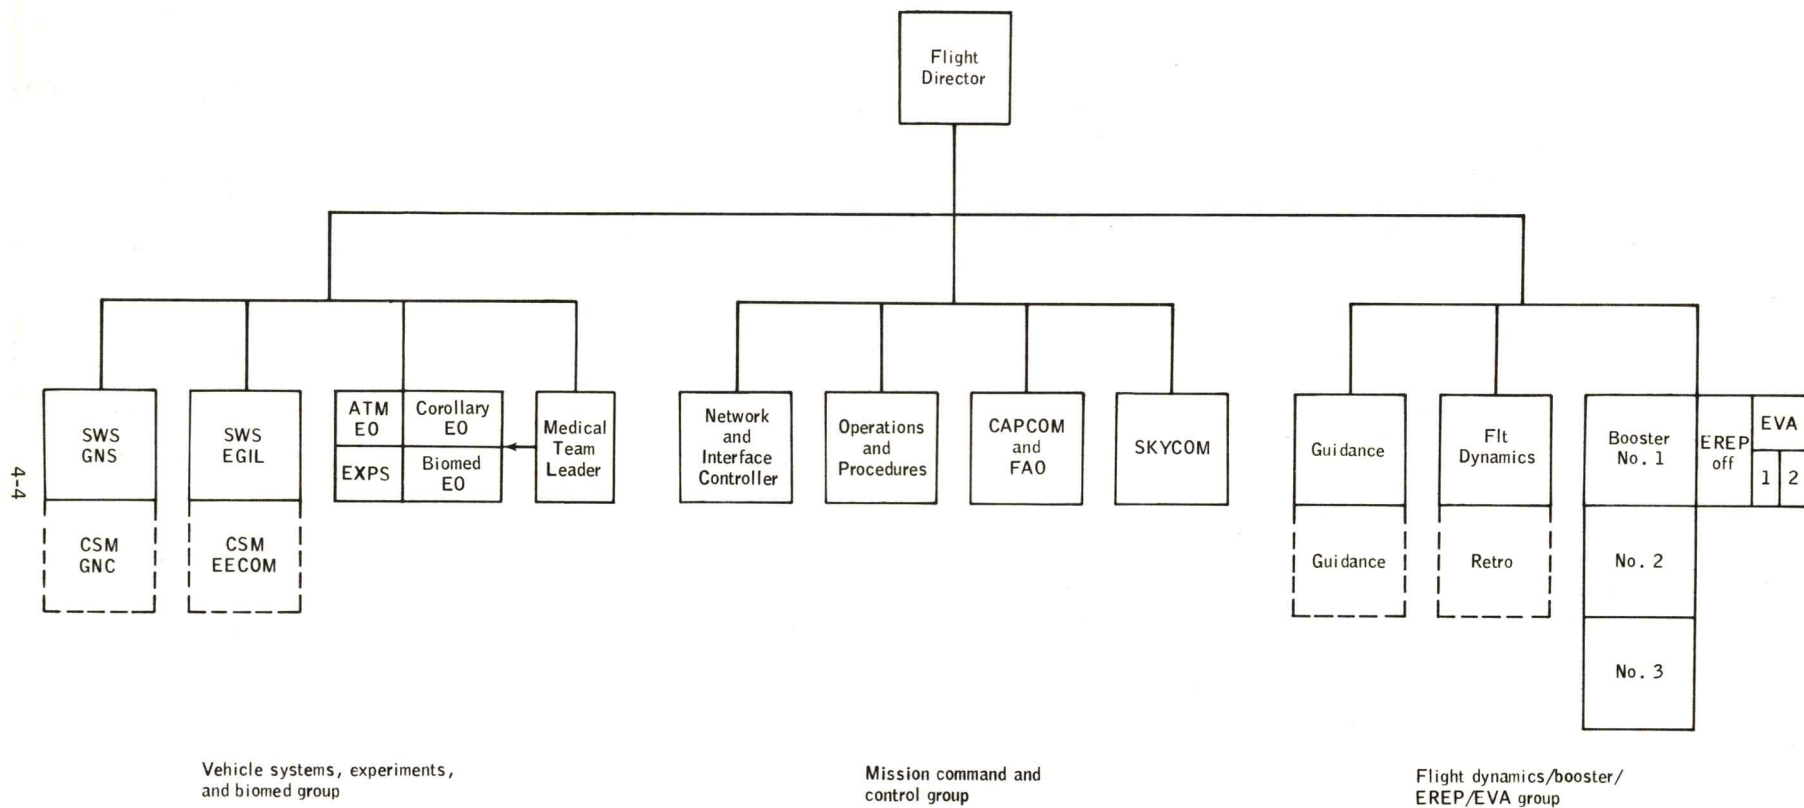 Flight
Director
SWS
GNS
CSM
GNC
SWS
EGIL
CSM
EECOM
ATM
EO
Corollary
EO
EXPS
Biomed
EO
Medical
Team
Leader
Network
and
Interface
Controller
Operations
and
Procedures
CAPCOM
and
FAO
SKYCOM
Guidance
Guidance
Flt
Dynamics
Retro
Booster
No. 1
No. 2
No. 3
EREP
off
EVA
1 2
Vehicle systems, experiments,
and biomed group
Mission command and
control group
Flight dynamics/booster/
EREP/EVA group
4-4